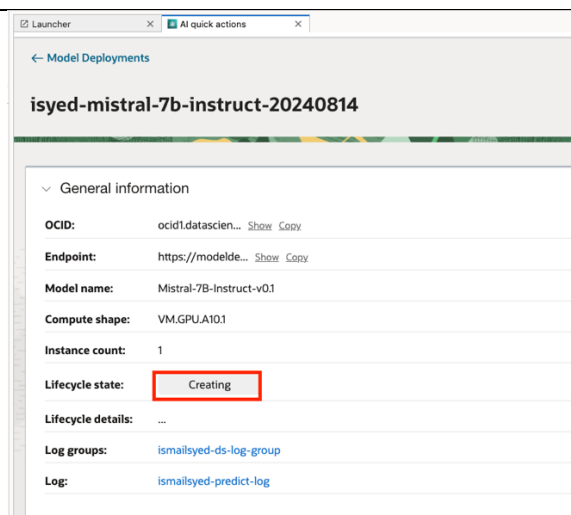 Launcher
AI quick actions
← Model Deployments
isyed-mistral-7b-instruct-20240814
General information
OCID: ocid1.datascien... Show Copy
Endpoint: https://modelde... Show Copy
Model name: Mistral-7B-Instruct-v0.1
Compute shape: VM.GPU.A10.1
Instance count: 1
Lifecycle state: Creating
Lifecycle details: ...
Log groups: ismailsyed-ds-log-group
Log: ismailsyed-predict-log